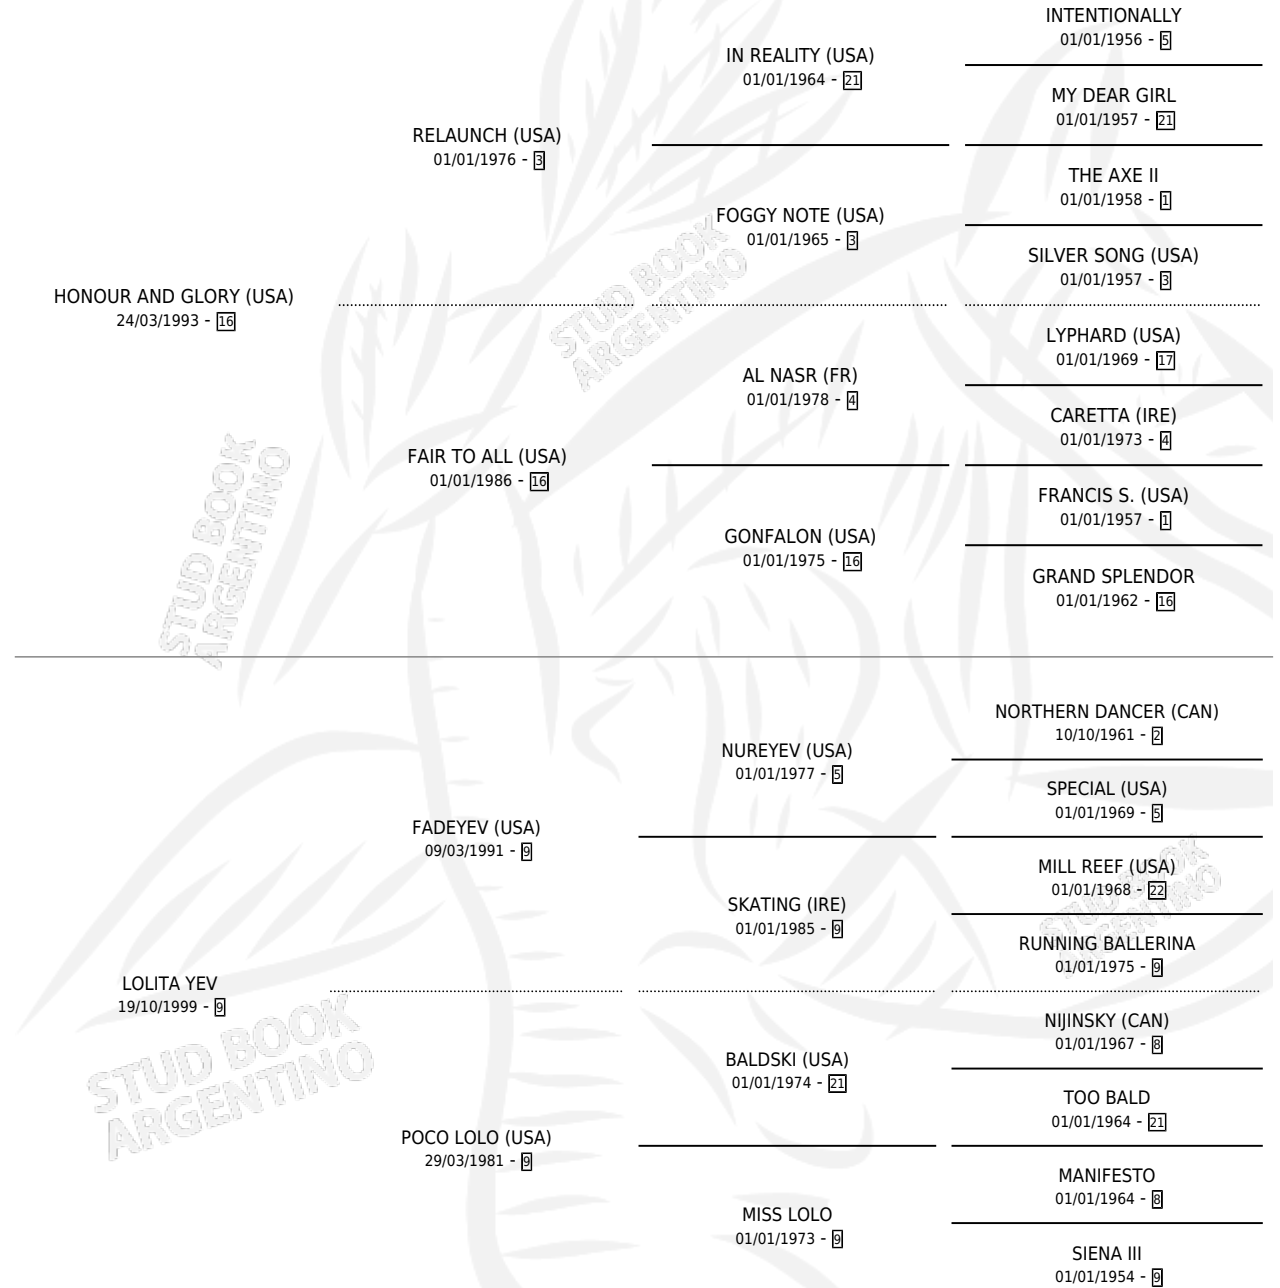 INTENTIONALLY
01/01/1956 - 5
IN REALITY (USA)
01/01/1964 - 21
MY DEAR GIRL
01/01/1957 - 21
RELAUNCH (USA)
01/01/1976 - 3
THE AXE II
01/01/1958 - 1
FOGGY NOTE (USA)
01/01/1965 - 3
SILVER SONG (USA)
01/01/1957 - 3
HONOUR AND GLORY (USA)
24/03/1993 - 16
LYPHARD (USA)
01/01/1969 - 17
AL NASR (FR)
01/01/1978 - 4
CARETTA (IRE)
01/01/1973 - 4
FAIR TO ALL (USA)
01/01/1986 - 16
FRANCIS S. (USA)
01/01/1957 - 1
GONFALON (USA)
01/01/1975 - 16
GRAND SPLENDOR
01/01/1962 - 16
STUD BOOK
ARGENTINO
STUD BOOK
ARGENTINO
NORTHERN DANCER (CAN)
10/10/1961 - 2
NUREYEV (USA)
01/01/1977 - 5
SPECIAL (USA)
01/01/1969 - 5
FADEYEV (USA)
09/03/1991 - 9
MILL REEF (USA)
01/01/1968 - 22
SKATING (IRE)
01/01/1985 - 9
RUNNING BALLERINA
01/01/1975 - 9
STUD BOOK
ARGENTINO
LOLITA YEV
19/10/1999 - 9
NIJINSKY (CAN)
01/01/1967 - 8
BALDSKI (USA)
01/01/1974 - 21
TOO BALD
01/01/1964 - 21
STUD BOOK
ARGENTINO
POCO LOLO (USA)
29/03/1981 - 9
MANIFESTO
01/01/1964 - 8
MISS LOLO
01/01/1973 - 9
SIENA III
01/01/1954 - 9